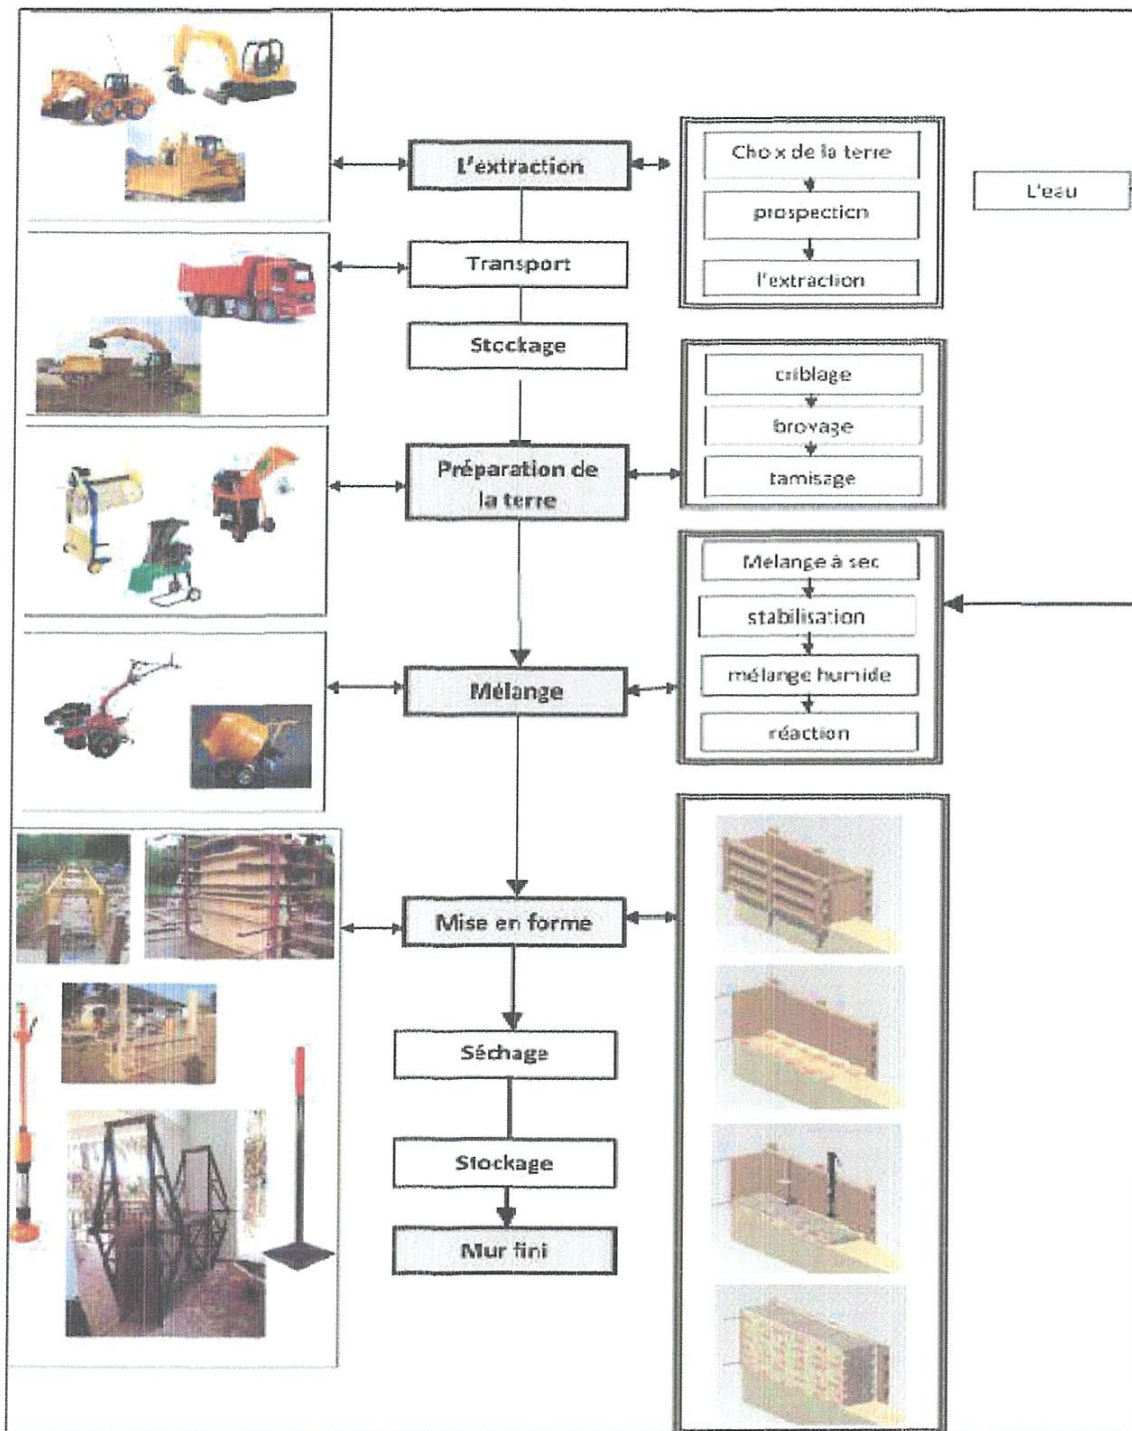 L'extraction
Transport
Stockage
Préparation de
la terre
Mélange
Mise en forme
Séchage
Stockage
Mur fini
Choix de la terre
prospection
l'extraction
L'eau
criblage
broyage
tamisage
Melange à sec
stabilisation
mélange humide
réaction